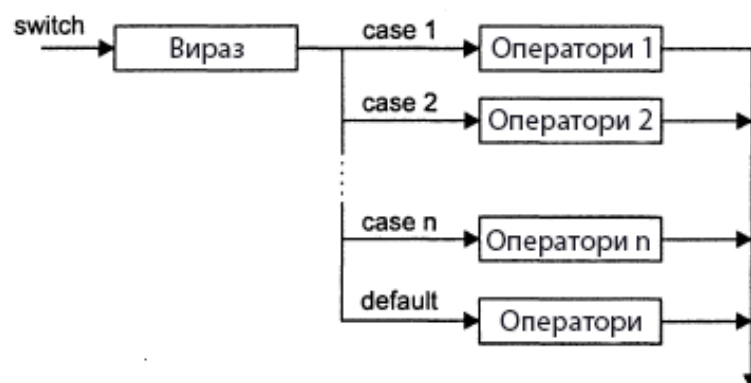 switch
Вираз
case 1
Оператори 1
case 2
Оператори 2
case n
Оператори n
default
Оператори